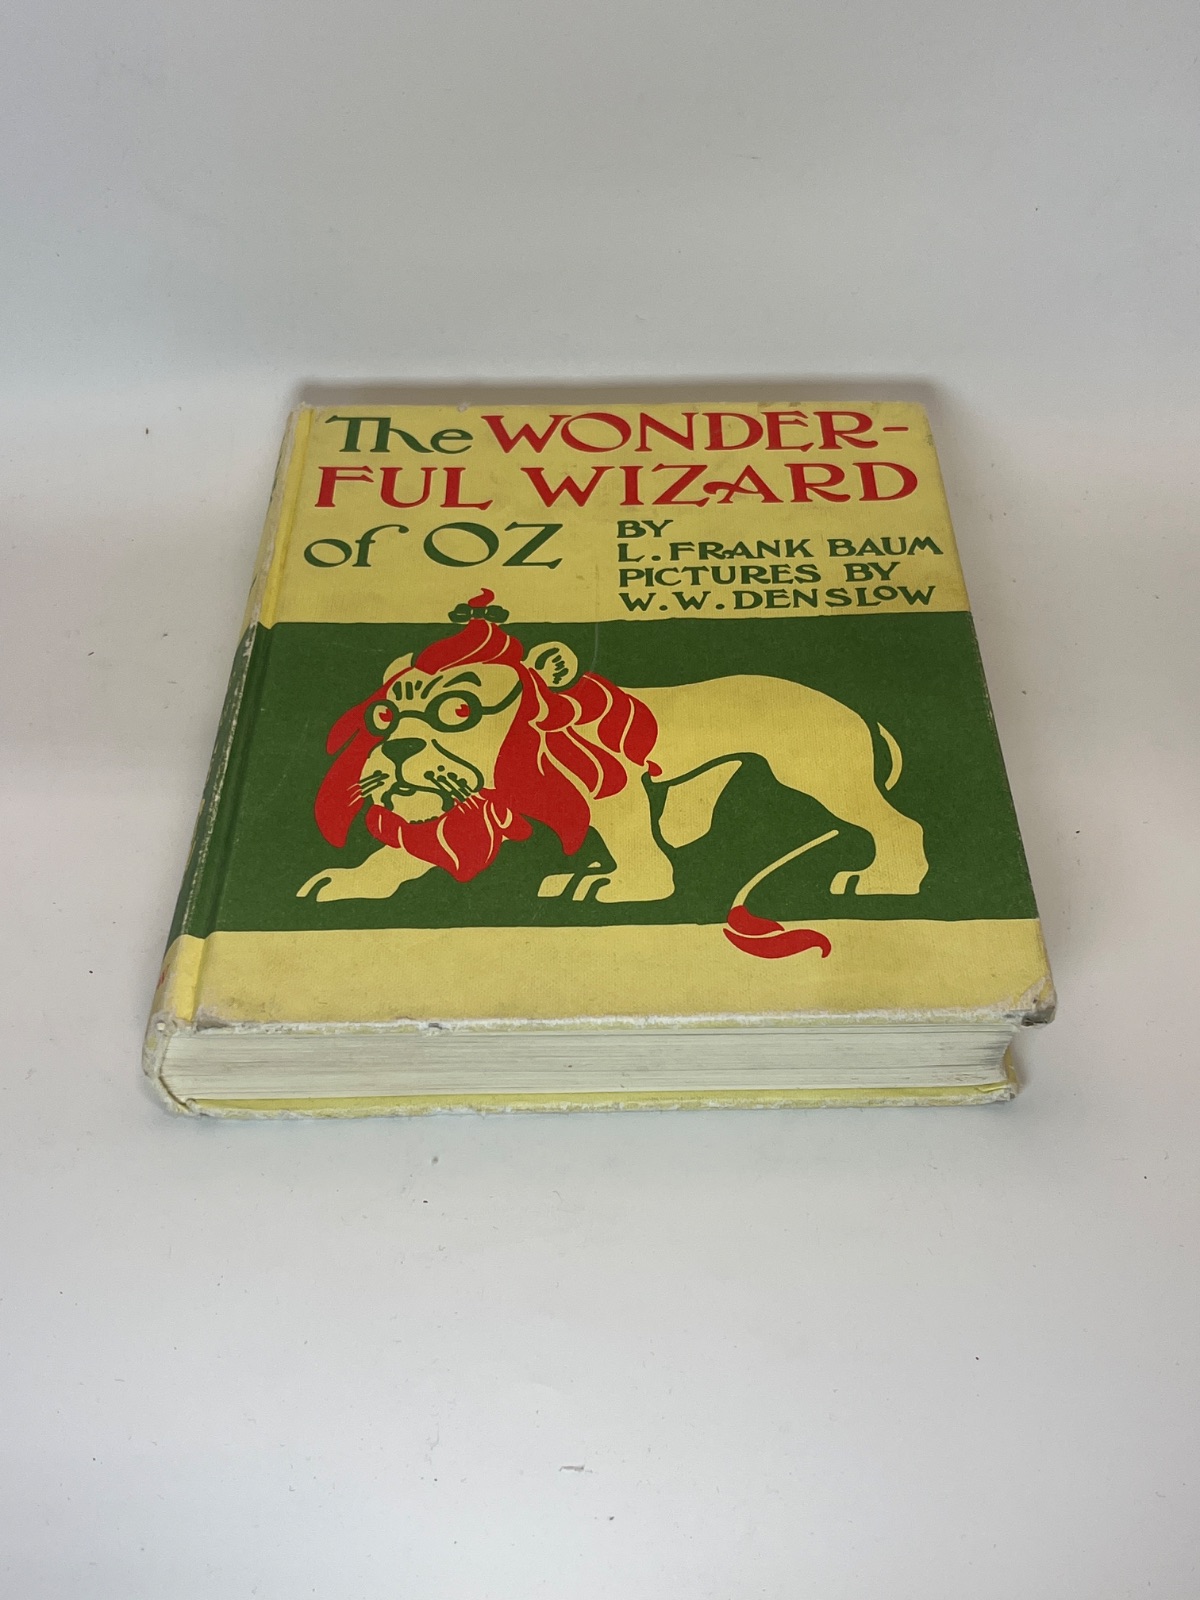 The WONDER-
FUL WIZARD
of OZ
BY
L. FRANK BAUM
PICTURES BY
W. W. DENSLOW